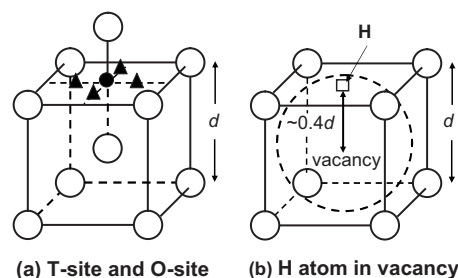 H
d
~0.4d
d
vacancy
(a) T-site and O-site
(b) H atom in vacancy